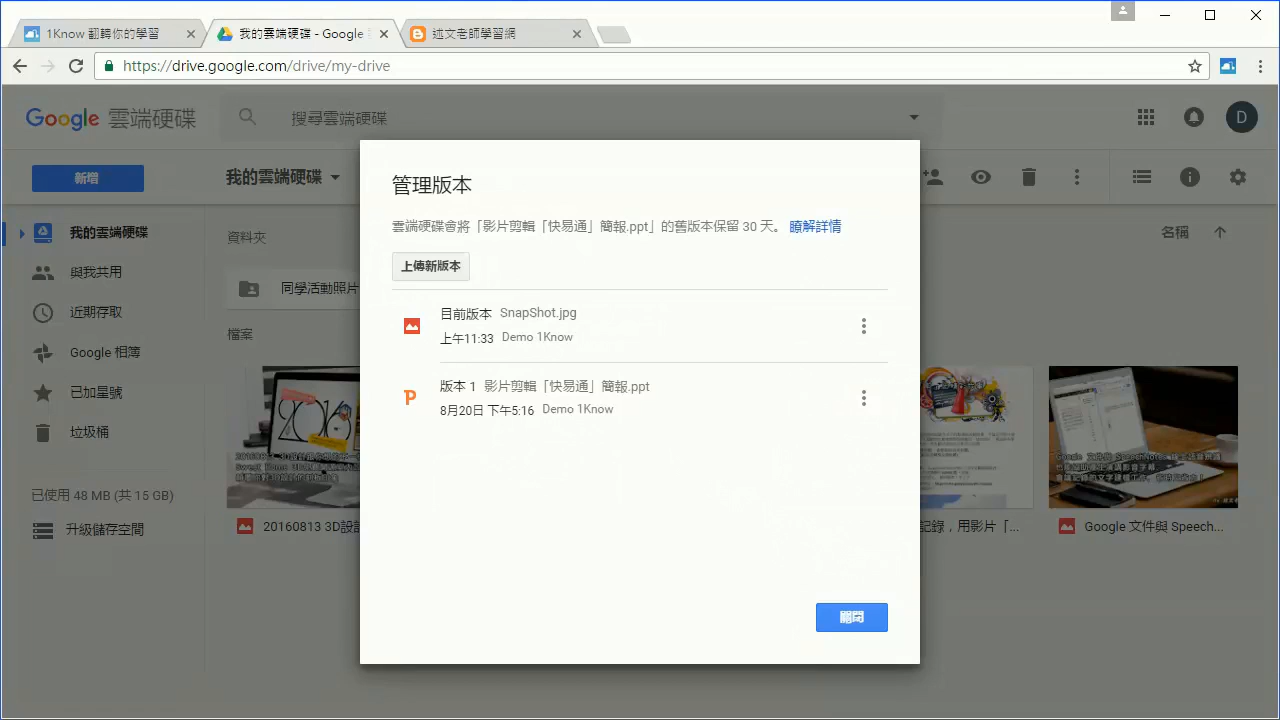 1Know 翻轉你的學習
我的雲端硬碟 - Google
述文老師學習網
https://drive.google.com/drive/my-drive
Google 雲端硬碟
搜尋雲端硬碟
D
新增
我的雲端硬碟
管理版本
雲端硬碟會將「影片剪輯「快易通」簡報.ppt」的舊版本保留 30 天。 瞭解詳情
上傳新版本
目前版本 SnapShot.jpg
上午11:33 Demo 1Know
版本 1 影片剪輯「快易通」簡報.ppt
8月20日 下午5:16 Demo 1Know
關閉
我的雲端硬碟
與我共用
近期存取
Google 相簿
已加星號
垃圾桶
已使用 48 MB (共 15 GB)
升級儲存空間
資料夾
名稱
同學活動照片
檔案
2016
20160813 3D設計
記錄，用影片「...
Google 文件與 Speech...